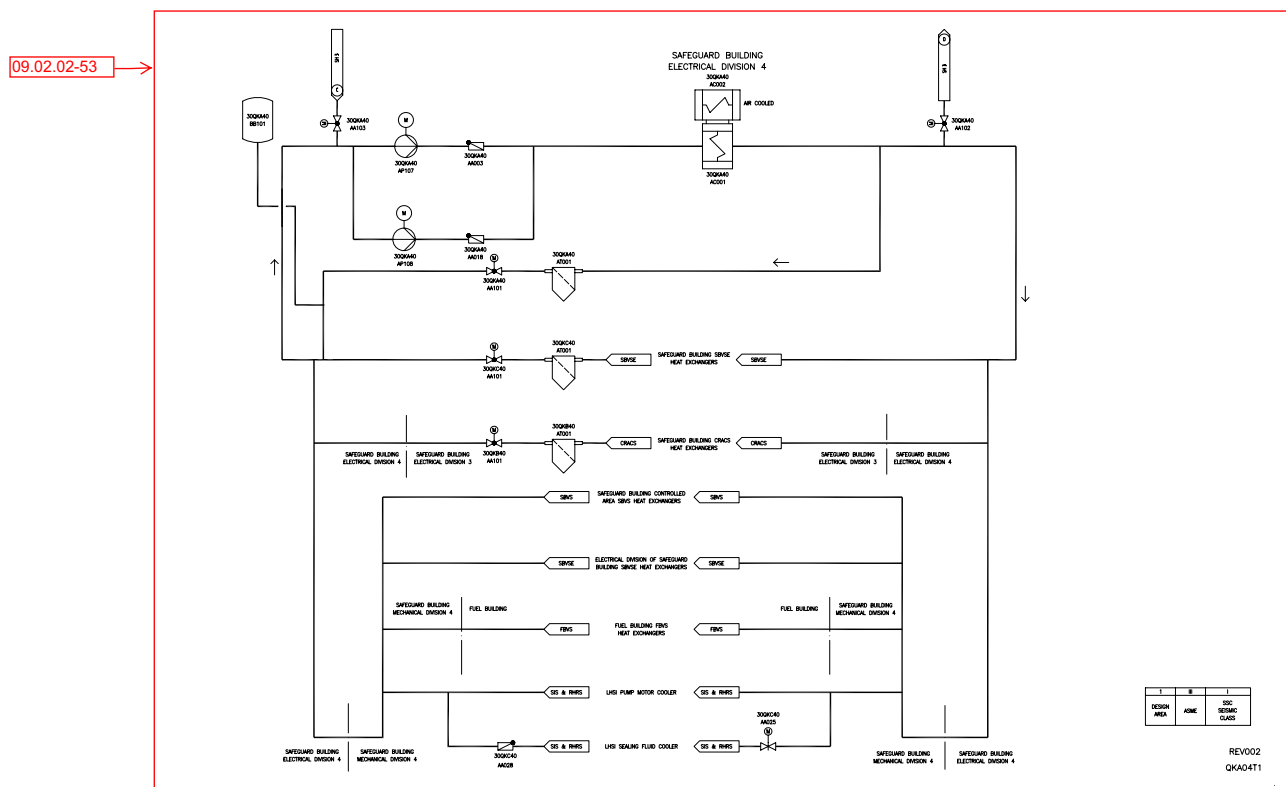 09.02.02-53
SH 3
C
SAFEGUARD BUILDING
ELECTRICAL DIVISION 4
30QKA40
AC002
AIR COOLED
D
SH 3
30QKA40
BB101
M
30QKA40
AA103
M
30QKA40
AP107
30QKA40
AA003
30QKA40
AC001
M
30QKA40
AA102
M
30QKA40
AP108
30QKA40
AA018
M
30QKA40
AA101
30QKA40
AT001
M
30QKC40
AA101
30QKC40
AT001
SBVSE
SAFEGUARD BUILDING SBVSE
HEAT EXCHANGERS
SBVSE
SAFEGUARD BUILDING
ELECTRICAL DIVISION 4
SAFEGUARD BUILDING
ELECTRICAL DIVISION 3
M
30QKB40
AA101
30QKB40
AT001
CRACS
SAFEGUARD BUILDING CRACS
HEAT EXCHANGERS
CRACS
SAFEGUARD BUILDING
ELECTRICAL DIVISION 3
SAFEGUARD BUILDING
ELECTRICAL DIVISION 4
SBVS
SAFEGUARD BUILDING CONTROLLED
AREA SBVS HEAT EXCHANGERS
SBVS
SBVSE
ELECTRICAL DIVISION OF SAFEGUARD
BUILDING SBVSE HEAT EXCHANGERS
SBVSE
SAFEGUARD BUILDING
MECHANICAL DIVISION 4
FUEL BUILDING
FBVS
FUEL BUILDING FBVS
HEAT EXCHANGERS
FBVS
FUEL BUILDING
SAFEGUARD BUILDING
MECHANICAL DIVISION 4
SIS & RHRS
LHSI PUMP MOTOR COOLER
SIS & RHRS
30QKC40
AA028
SIS & RHRS
LHSI SEALING FLUID COOLER
SIS & RHRS
30QKC40
AA025
M
SAFEGUARD BUILDING
ELECTRICAL DIVISION 4
SAFEGUARD BUILDING
MECHANICAL DIVISION 4
SAFEGUARD BUILDING
MECHANICAL DIVISION 4
SAFEGUARD BUILDING
ELECTRICAL DIVISION 4
1
III
I
DESIGN
AREA
ASME
SSC
SEISMIC
CLASS
REV002
QKA04T1